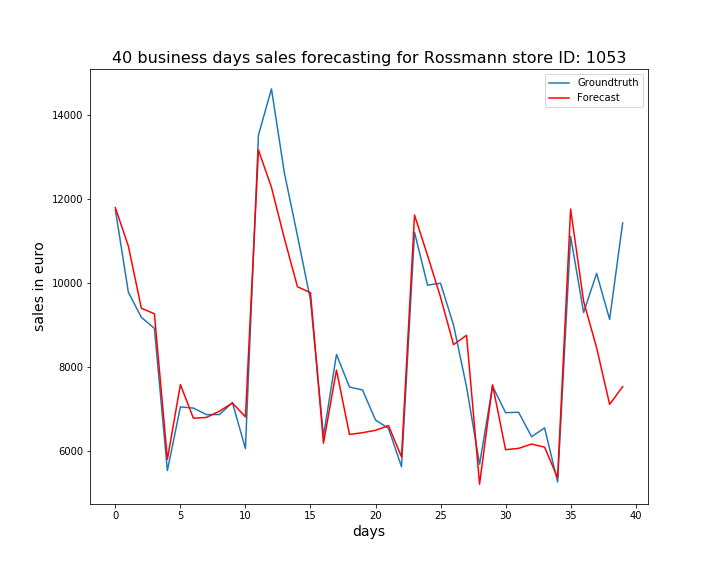 40 business days sales forecasting for Rossmann store ID: 1053
Groundtruth
Forecast
sales in euro
14000
12000
10000
8000
6000
0 5 10 15 20 25 30 35 40
days